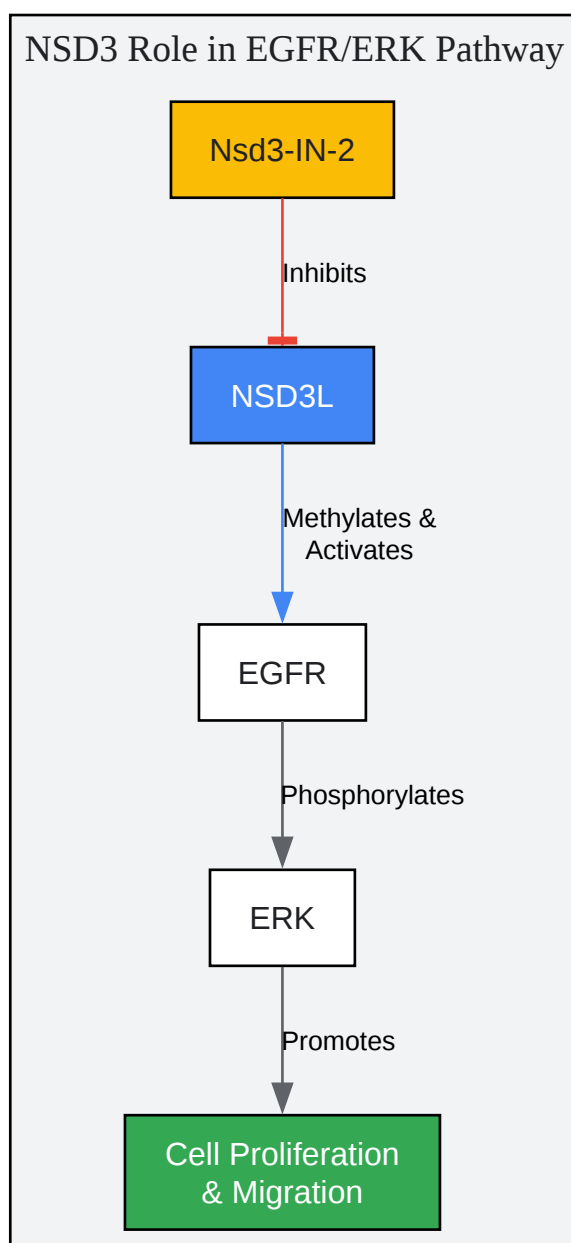 NSD3 Role in EGFR/ERK Pathway
Nsd3-IN-2
Inhibits
NSD3L
Methylates &
Activates
EGFR
Phosphorylates
ERK
Promotes
Cell Proliferation
& Migration